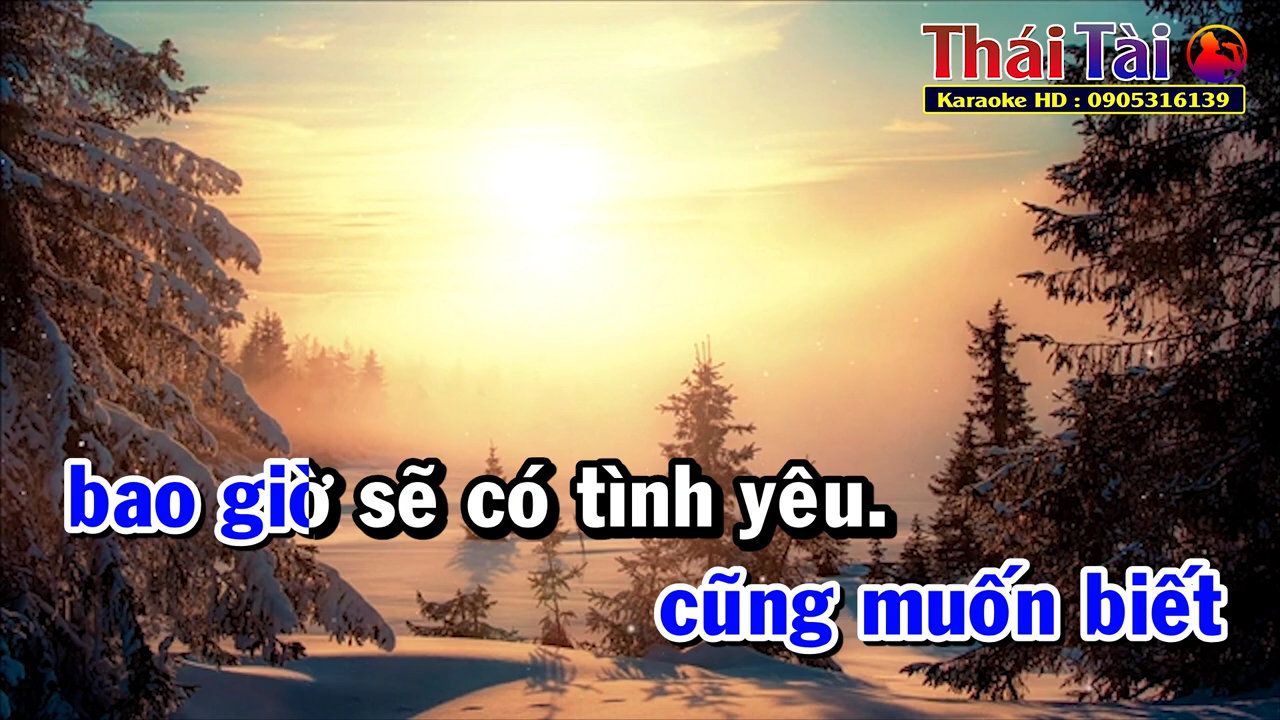 Thái Tài
Karaoke HD : 0905316139
bao giờ sẽ có tình yêu.
cũng muốn biết